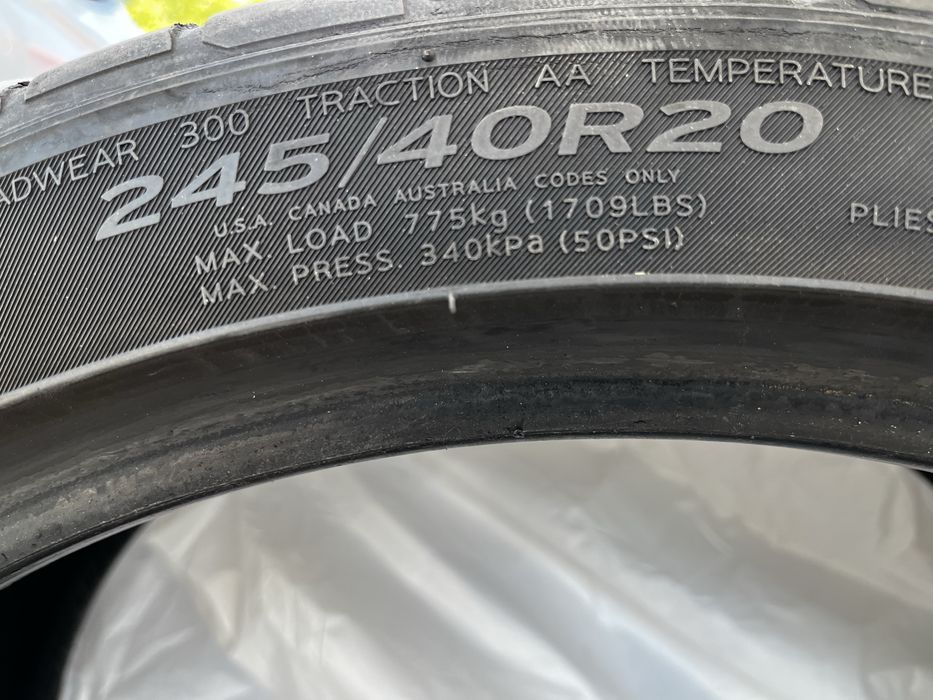 ADWEAR 300 TRACTION AA TEMPERATURE
245/40R20
U.S.A. CANADA AUSTRALIA CODES ONLY
MAX. LOAD 775kg (1709LBS)
MAX. PRESS. 340kPa (50PSI)
PLIES